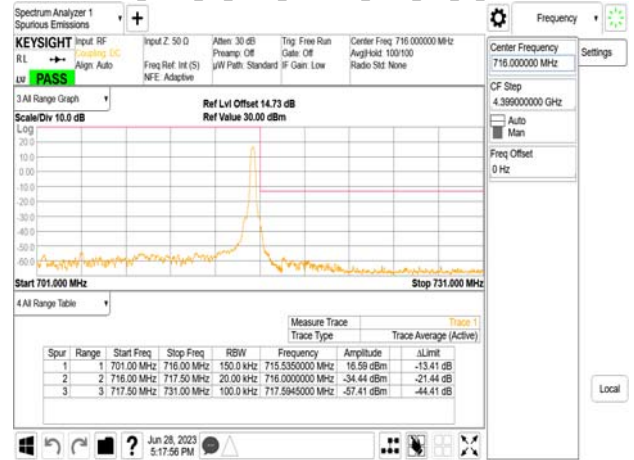 Spectrum Analyzer 1
Spurious Emissions
Frequency
KEYSIGHT Input: RF Input Z: 50 Ω Atten: 30 dB Trig: Free Run Center Freq: 716.000000 MHz
RL Coupling: DC Preamp: Off Gate: Off Avg|Hold: 100/100
Align: Auto Freq Ref: Int (S) µW Path: Standard IF Gain: Low Radio Std: None
LXI PASS NFE: Adaptive
Center Frequency
716.000000 MHz
Settings
CF Step
4.399000000 GHz
Auto
Man
Freq Offset
0 Hz
3 All Range Graph
Ref Lvl Offset 14.73 dB
Scale/Div 10.0 dB Ref Value 30.00 dBm
Log
20.0
10.0
0.00
-10.0
-20.0
-30.0
-40.0
-50.0
-60.0
Start 701.000 MHz Stop 731.000 MHz
4 All Range Table
Measure Trace Trace 1
Trace Type Trace Average (Active)
Spur Range Start Freq Stop Freq RBW Frequency Amplitude ΔLimit
1 1 701.00 MHz 716.00 MHz 150.0 kHz 715.5350000 MHz 16.59 dBm -13.41 dB
2 2 716.00 MHz 717.50 MHz 20.00 kHz 716.0000000 MHz -34.44 dBm -21.44 dB
3 3 717.50 MHz 731.00 MHz 100.0 kHz 717.5945000 MHz -57.41 dBm -44.41 dB
Local
Jun 28, 2023
5:17:56 PM